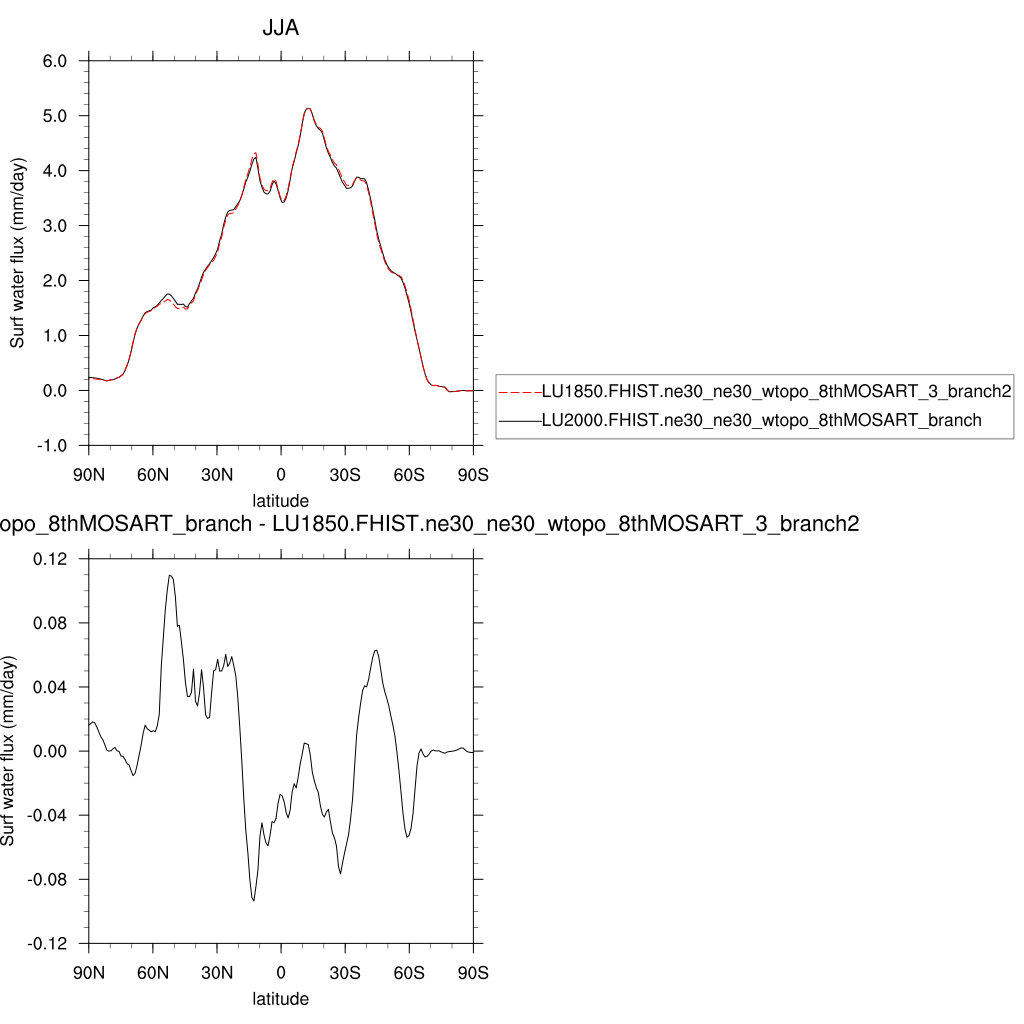 JJA
6.0
5.0
4.0
3.0
2.0
1.0
0.0
-1.0
Surf water flux (mm/day)
90N 60N 30N 0 30S 60S 90S
latitude
LU1850.FHIST.ne30_ne30_wtopo_8thMOSART_3_branch2
LU2000.FHIST.ne30_ne30_wtopo_8thMOSART_branch
opo_8thMOSART_branch - LU1850.FHIST.ne30_ne30_wtopo_8thMOSART_3_branch2
0.12
0.08
0.04
0.00
-0.04
-0.08
-0.12
Surf water flux (mm/day)
90N 60N 30N 0 30S 60S 90S
latitude